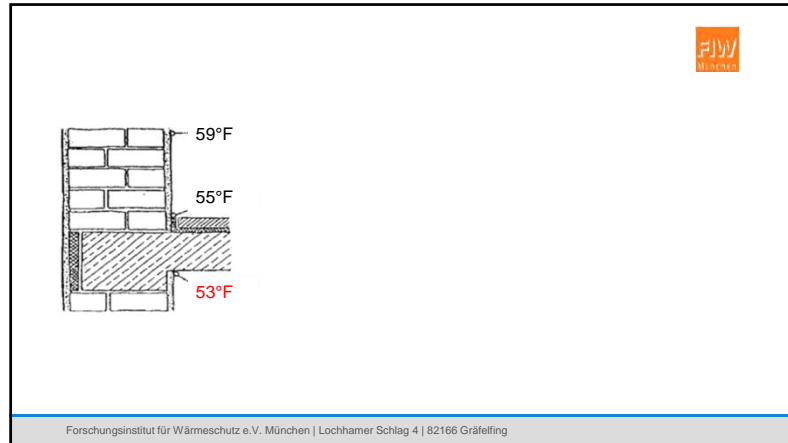 FIW
München
59°F
55°F
53°F
Forschungsinstitut für Wärmeschutz e.V. München | Lochhamer Schlag 4 | 82166 Gräfelfing